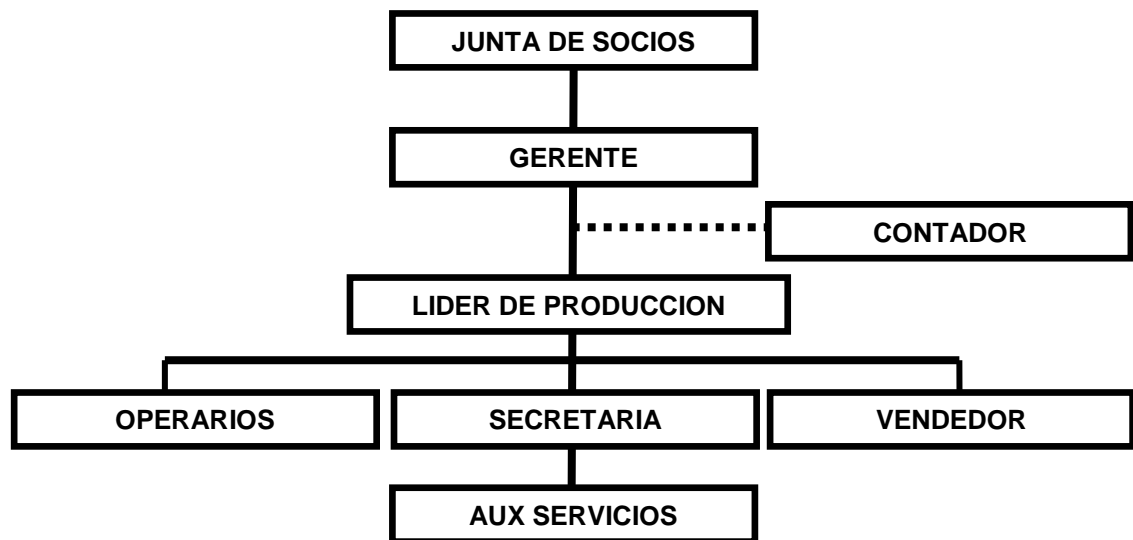 JUNTA DE SOCIOS
GERENTE
CONTADOR
LIDER DE PRODUCCION
OPERARIOS
SECRETARIA
VENDEDOR
AUX SERVICIOS